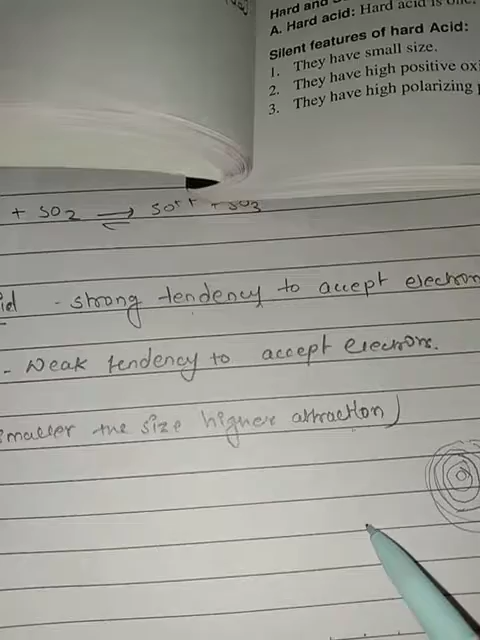 Hard and
A. Hard acid: Hard acid is one
Silent features of hard Acid:
1. They have small size.
2. They have high positive oxi
3. They have high polarizing
+ SO2 ⇌ SO++ + SO3
id - strong tendency to accept electron
- Weak tendency to accept electrons.
smaller the size higher attraction)